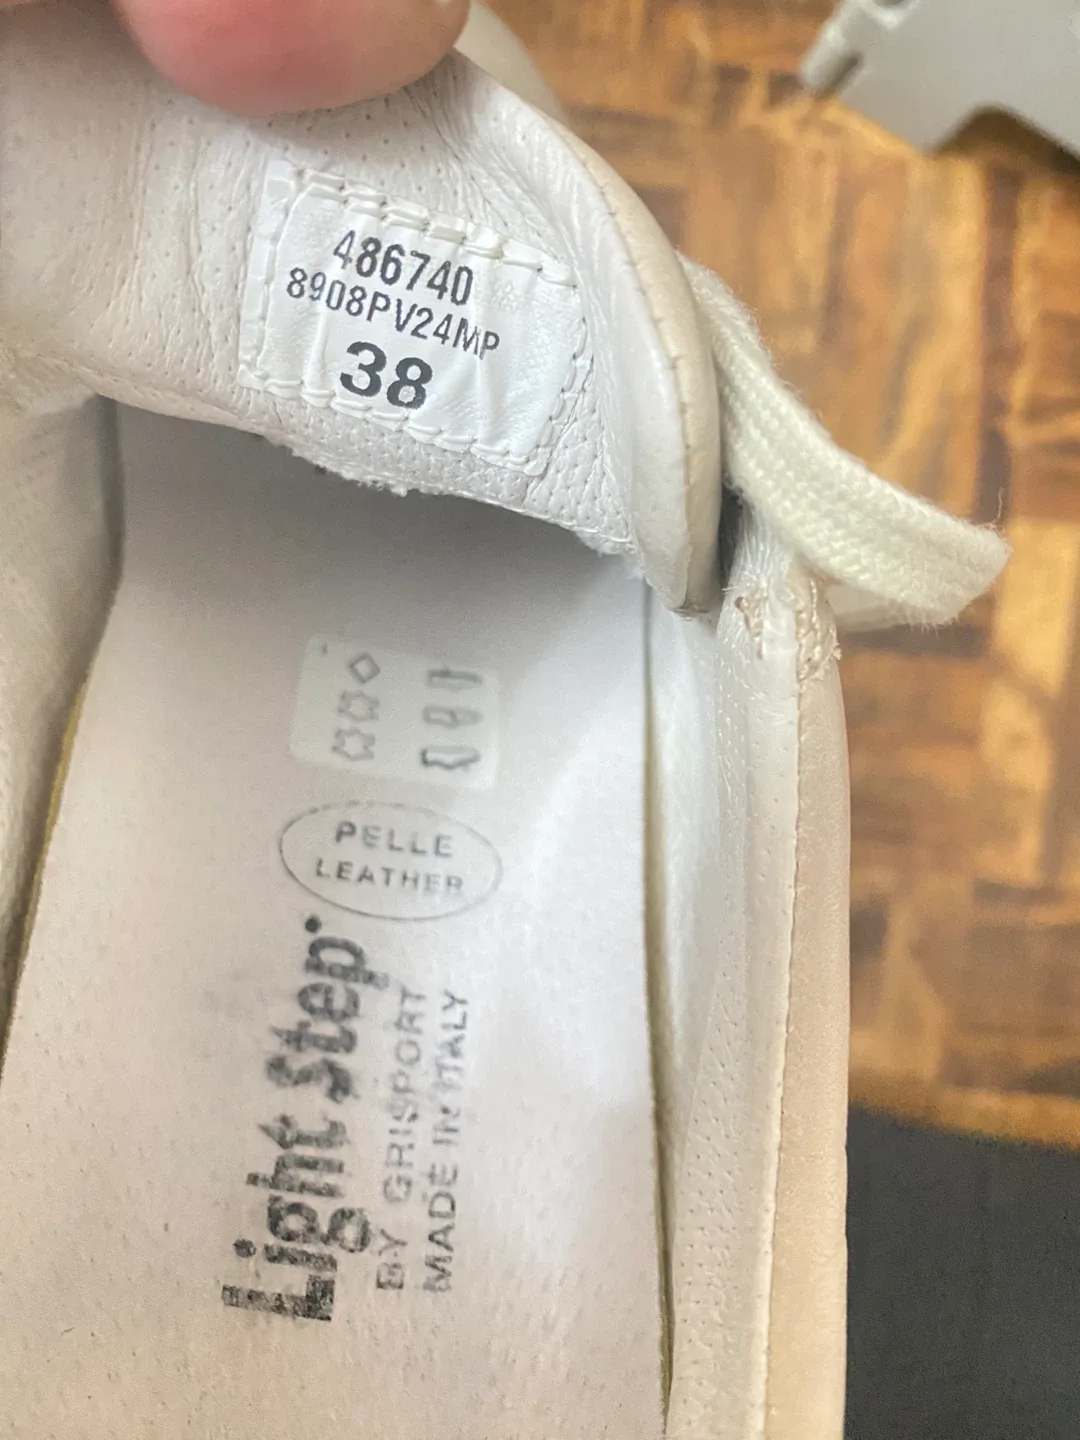 486740
8908PV24MP
38
PELLE
LEATHER
Light Step
BY GRISPORT
MADE IN ITALY